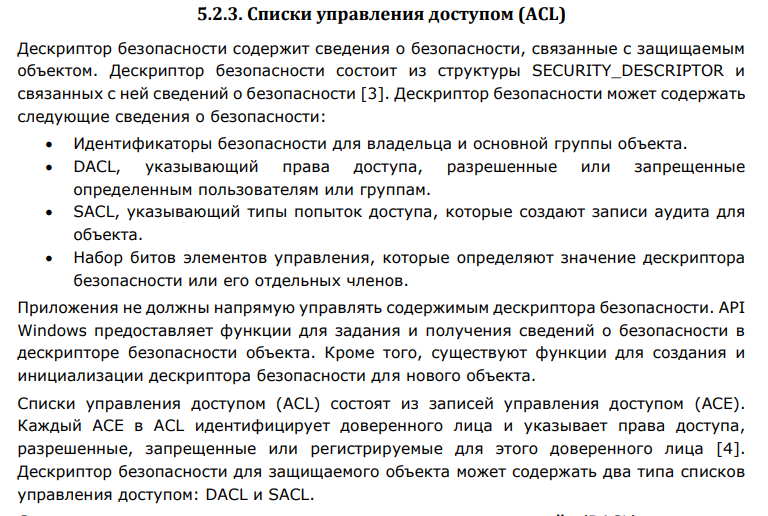 5.2.3. Списки управления доступом (ACL)
Дескриптор безопасности содержит сведения о безопасности, связанные с защищаемым
объектом. Дескриптор безопасности состоит из структуры SECURITY_DESCRIPTOR и
связанных с ней сведений о безопасности [3]. Дескриптор безопасности может содержать
следующие сведения о безопасности:
• Идентификаторы безопасности для владельца и основной группы объекта.
• DACL, указывающий права доступа, разрешенные или запрещенные
определенным пользователям или группам.
• SACL, указывающий типы попыток доступа, которые создают записи аудита для
объекта.
• Набор битов элементов управления, которые определяют значение дескриптора
безопасности или его отдельных членов.
Приложения не должны напрямую управлять содержимым дескриптора безопасности. API
Windows предоставляет функции для задания и получения сведений о безопасности в
дескрипторе безопасности объекта. Кроме того, существуют функции для создания и
инициализации дескриптора безопасности для нового объекта.
Списки управления доступом (ACL) состоят из записей управления доступом (ACE).
Каждый ACE в ACL идентифицирует доверенного лица и указывает права доступа,
разрешенные, запрещенные или регистрируемые для этого доверенного лица [4].
Дескриптор безопасности для защищаемого объекта может содержать два типа списков
управления доступом: DACL и SACL.